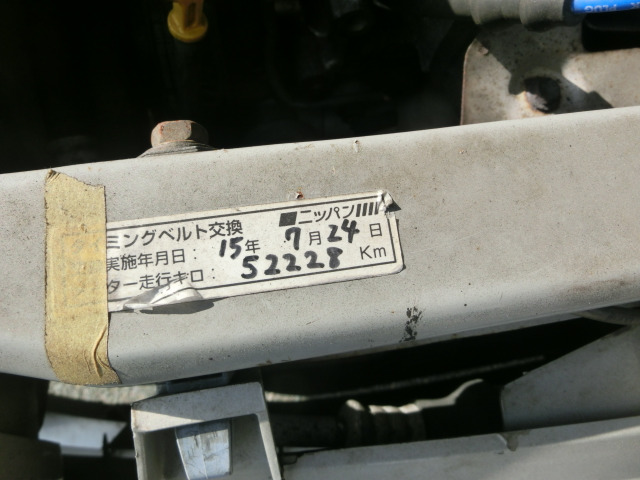 ミングベルト交換 ■ニッパン
実施年月日: 15年 7月 24日
ター走行キロ: 52228 Km